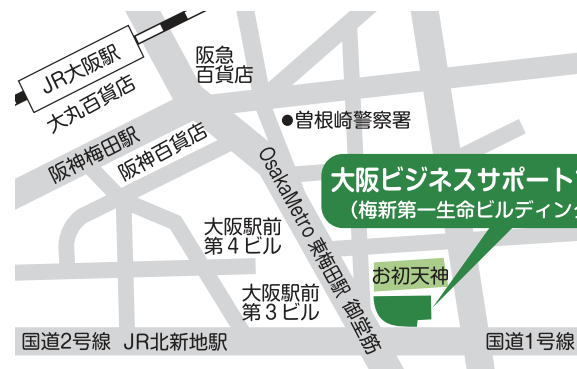 JR大阪駅
大丸百貨店
阪急
百貨店
曽根崎警察署
阪神梅田駅
阪神百貨店
OsakaMetro 東梅田駅 御堂筋
大阪ビジネスサポート
(梅新第一生命ビルディン
大阪駅前
第4ビル
お初天神
大阪駅前
第3ビル
国道2号線 JR北新地駅
国道1号線